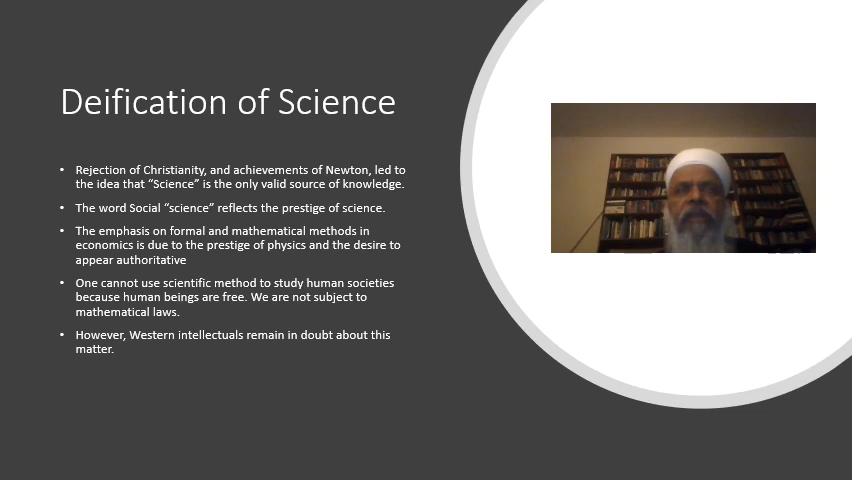 Deification of Science
• Rejection of Christianity, and achievements of Newton, led to
the idea that “Science” is the only valid source of knowledge.
• The word Social “science” reflects the prestige of science.
• The emphasis on formal and mathematical methods in
economics is due to the prestige of physics and the desire to
appear authoritative
• One cannot use scientific method to study human societies
because human beings are free. We are not subject to
mathematical laws.
• However, Western intellectuals remain in doubt about this
matter.